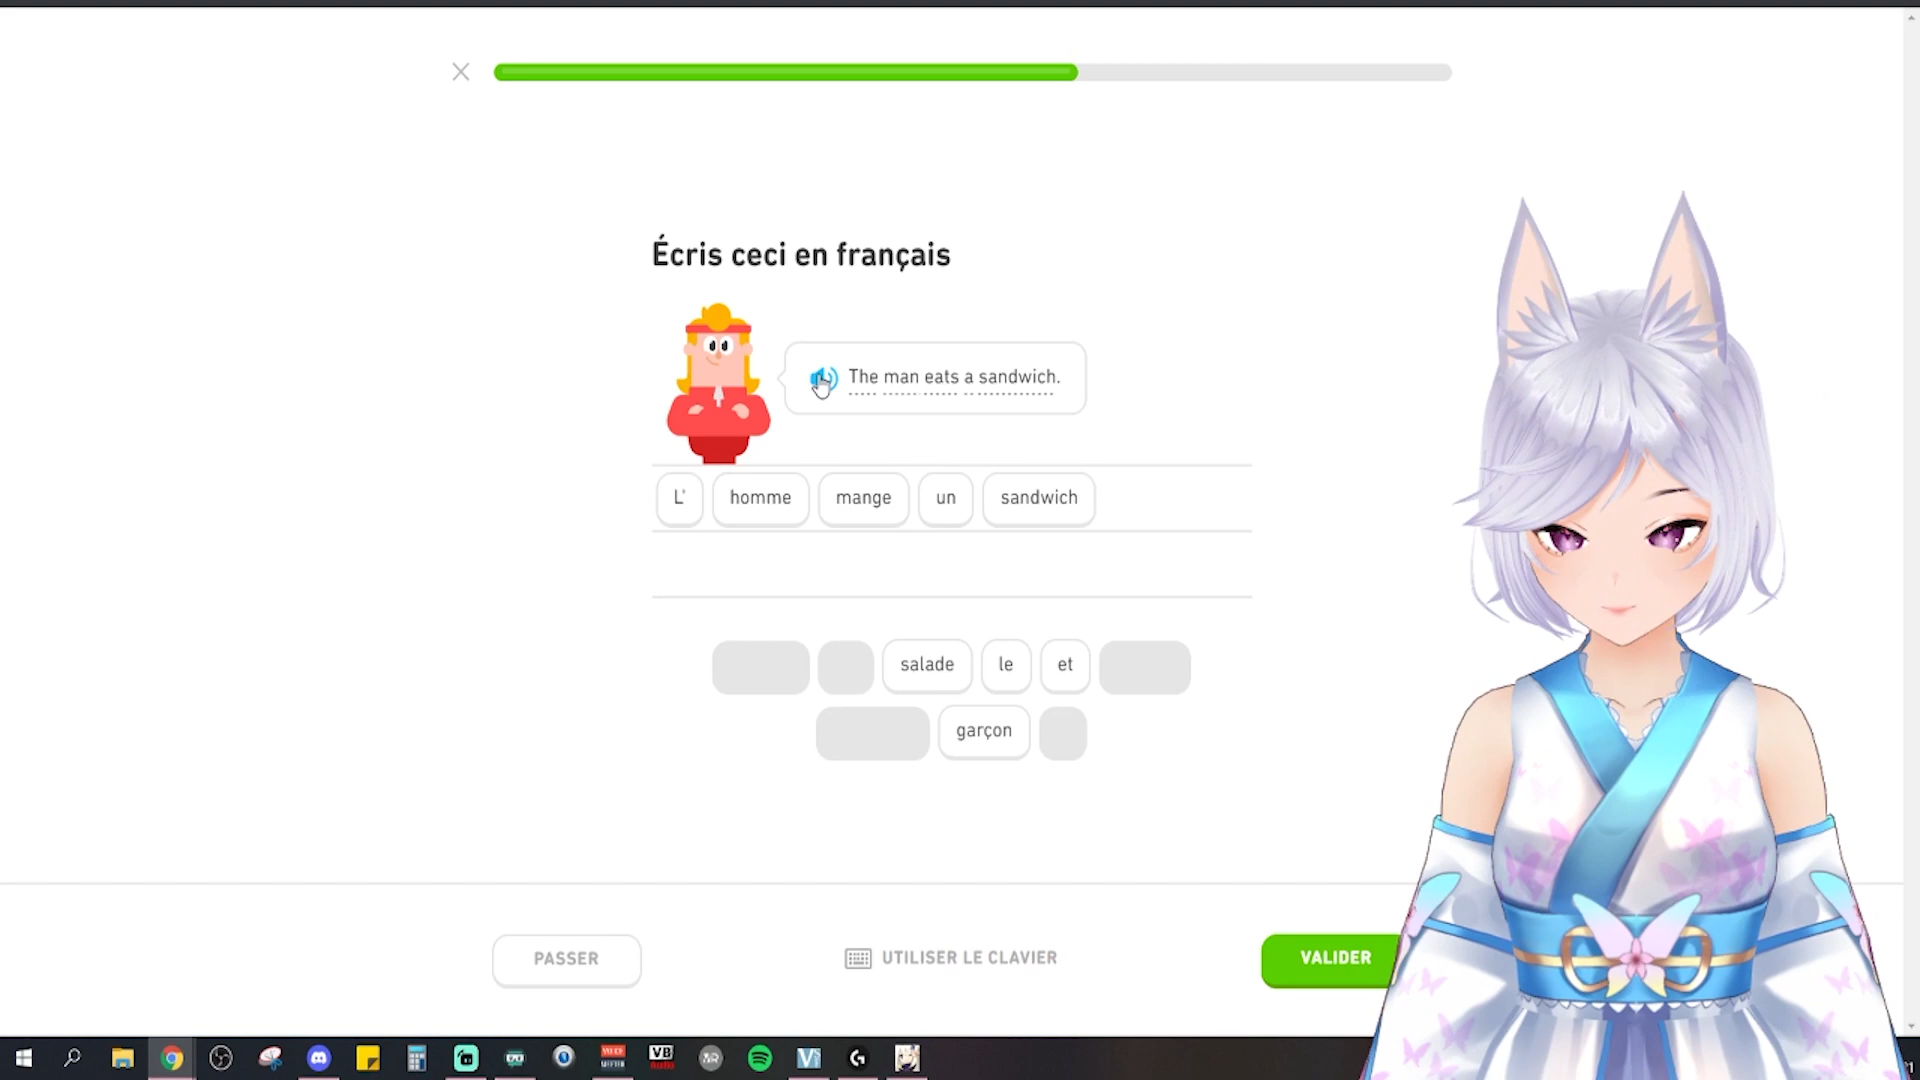 Écris ceci en français
The man eats a sandwich.
L' homme mange un sandwich
salade le et
garçon
PASSER UTILISER LE CLAVIER VALIDER